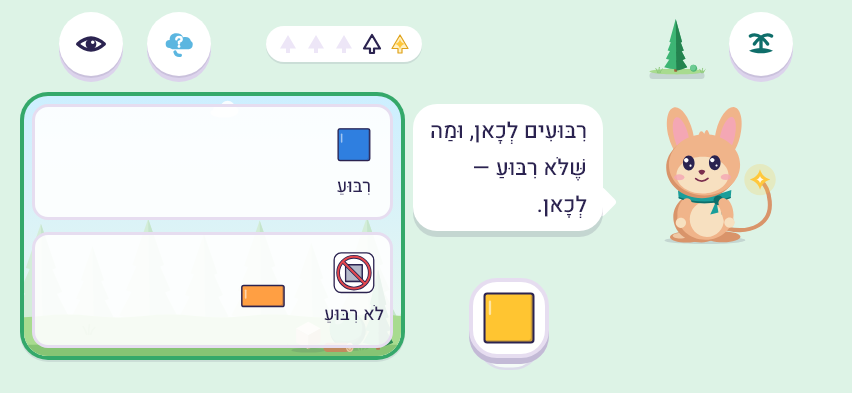 רִבּוּעִים לְכָאן, וּמַה
שֶּׁלֹּא רִבּוּעַ –
לְכָאן.
רִבּוּעַ
לֹא רִבּוּעַ
?